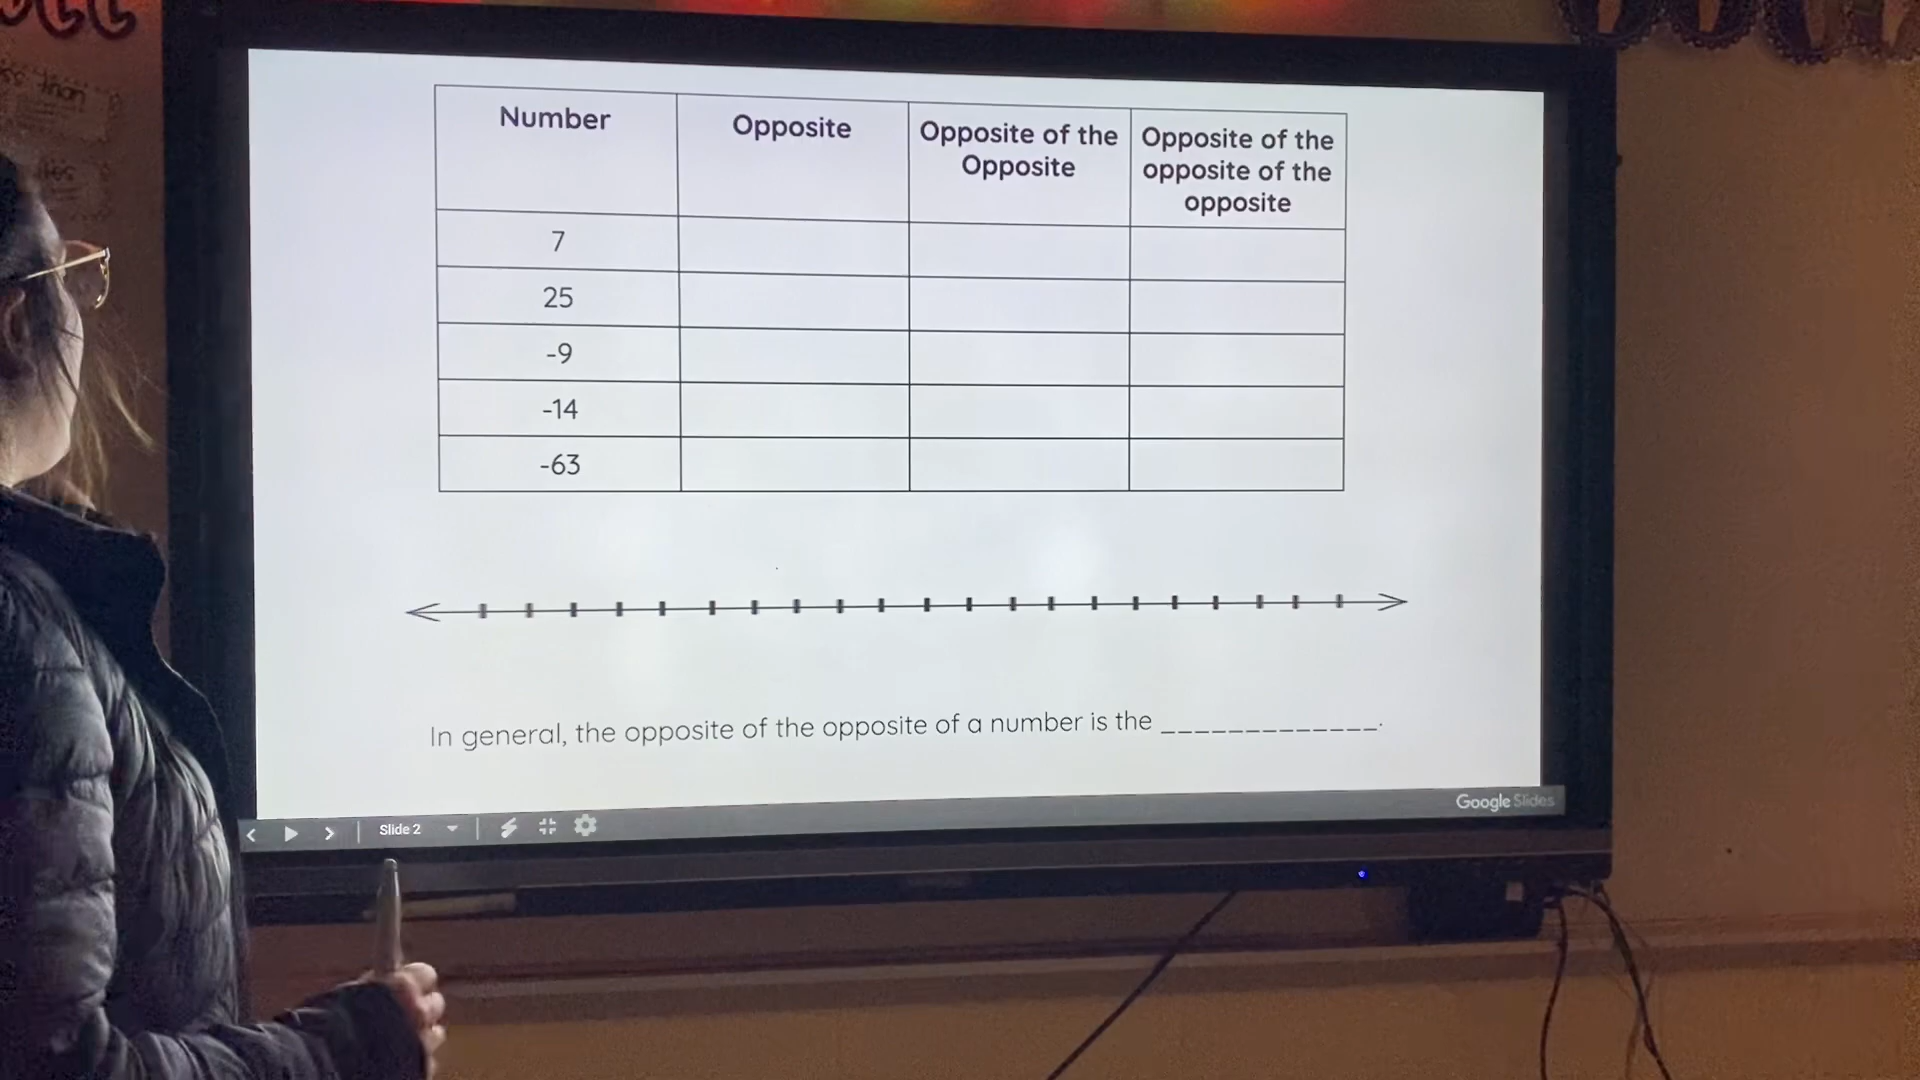 than
Number
Opposite
Opposite of the
Opposite
Opposite of the
opposite of the
opposite
7
25
-9
-14
-63
In general, the opposite of the opposite of a number is the _____________.
Google Slides
Slide 2